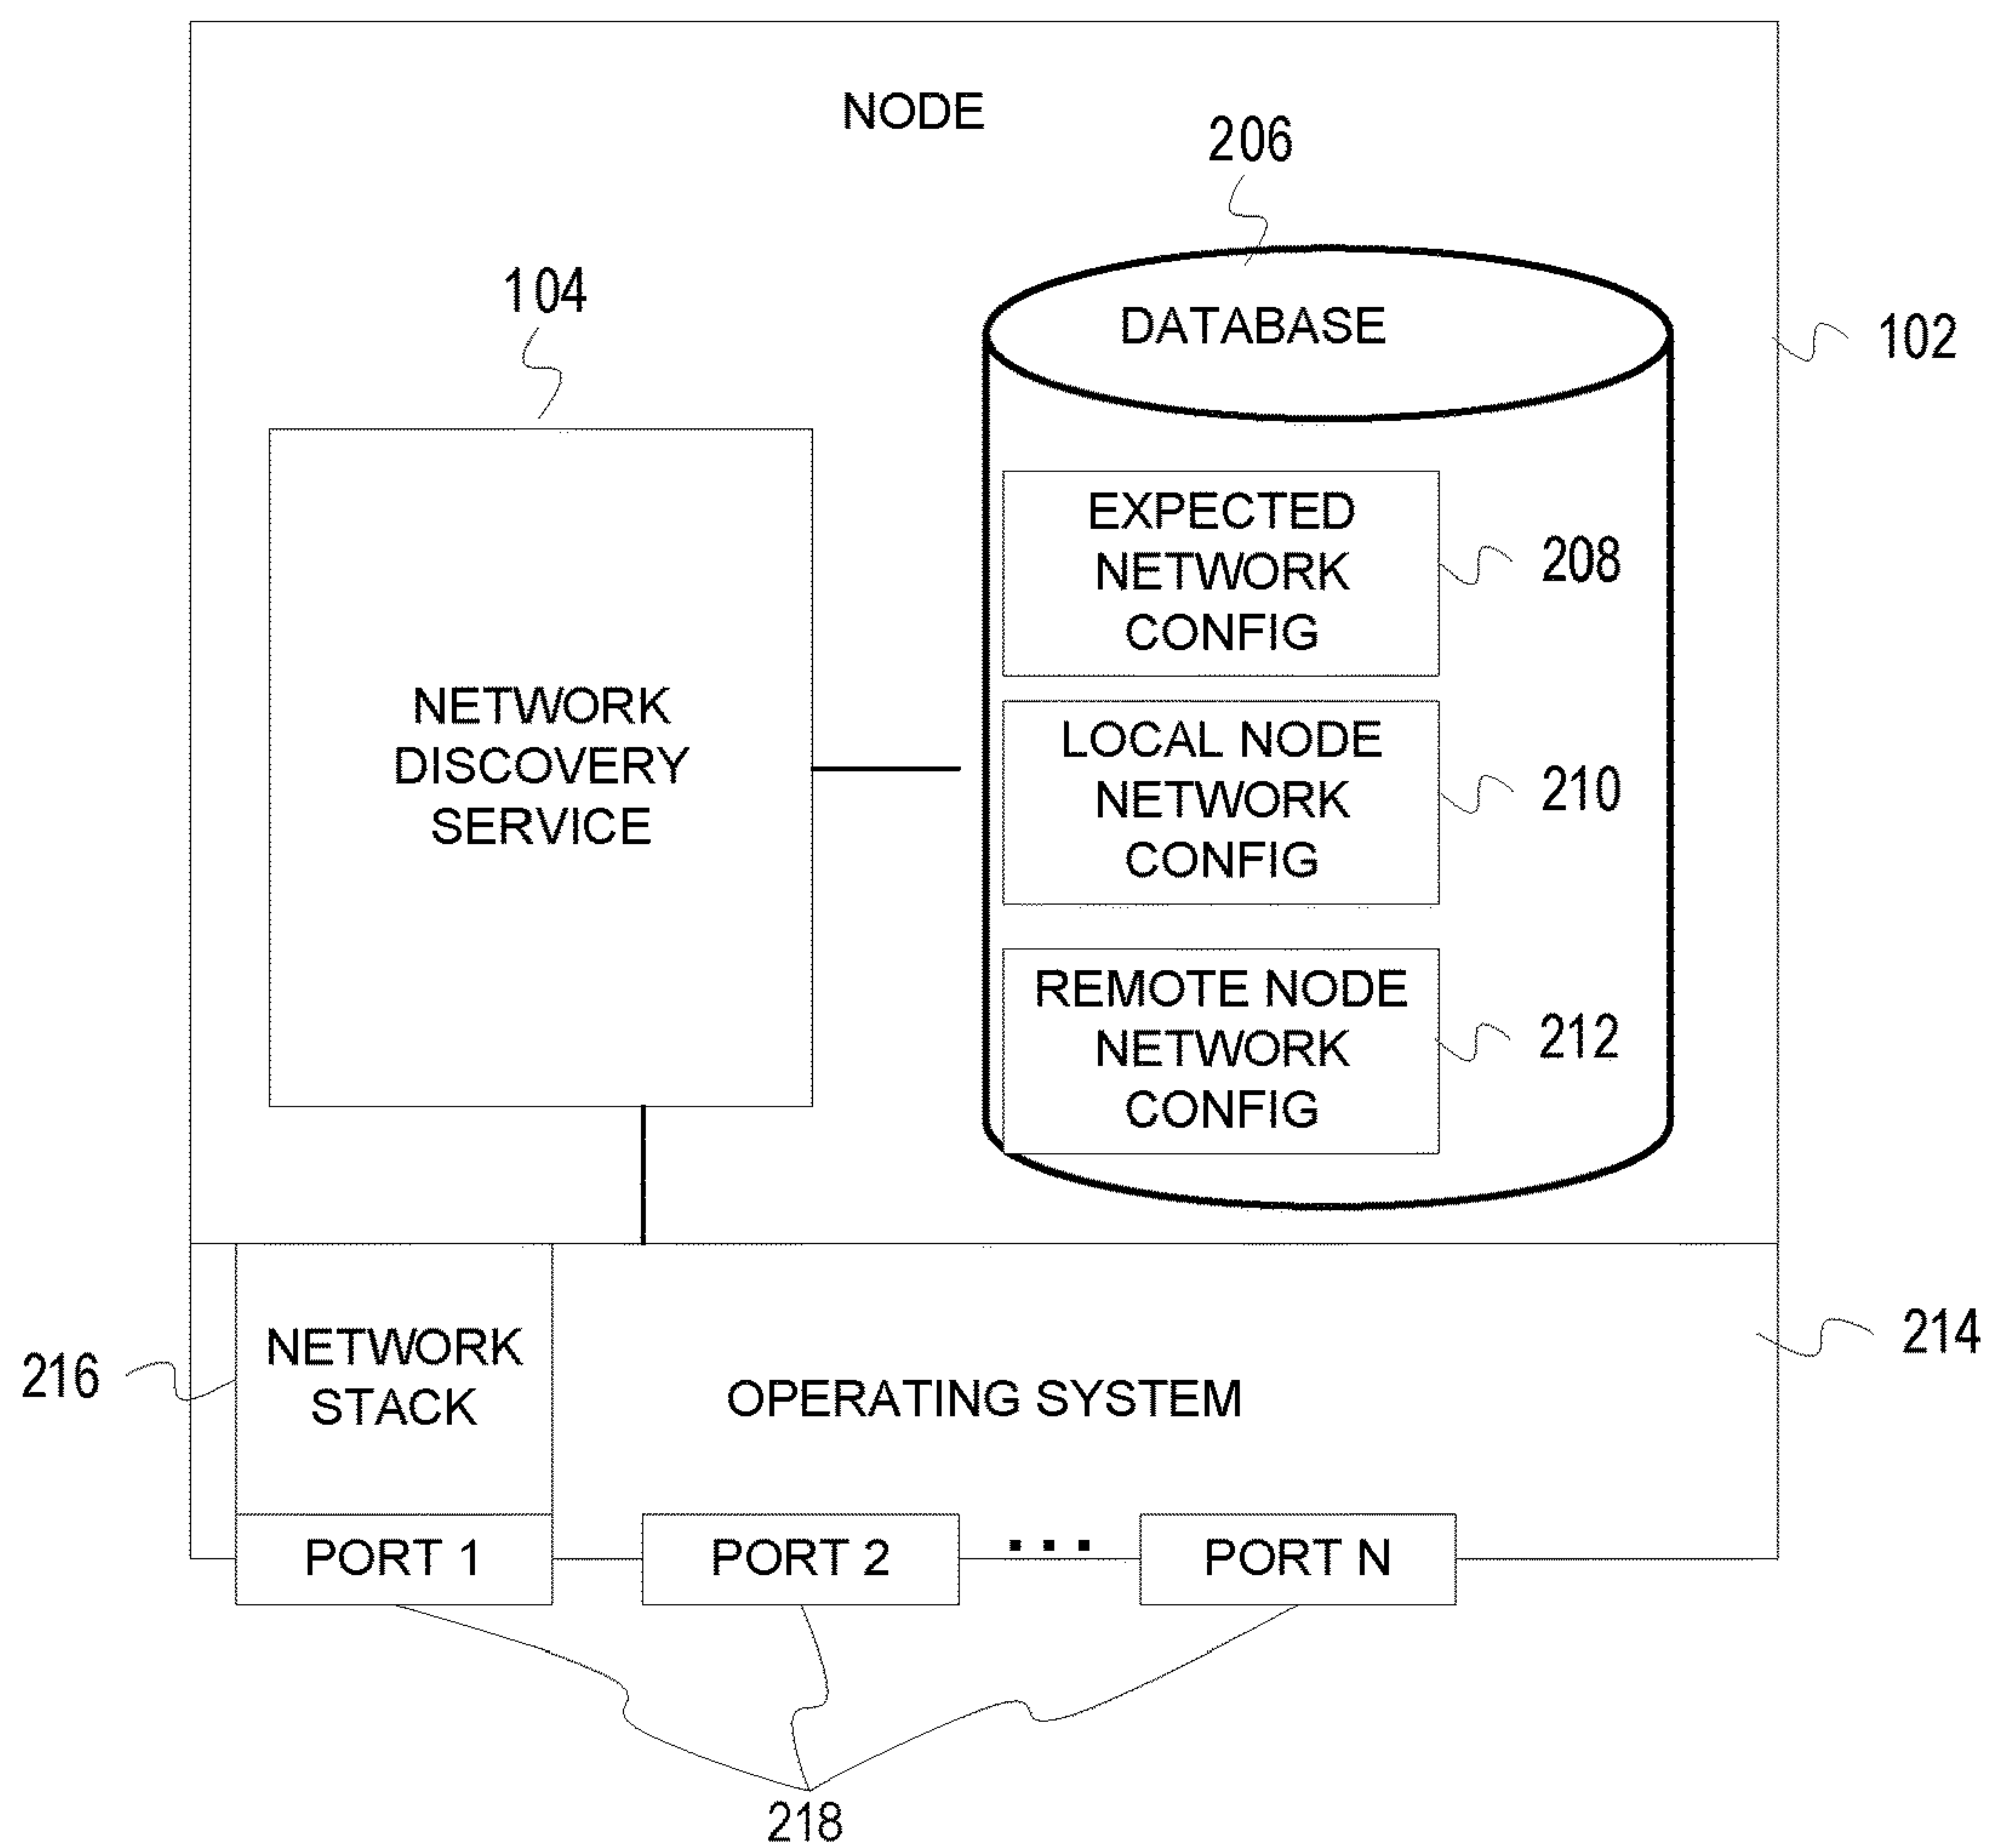 NODE
206
104
DATABASE
102
EXPECTED
NETWORK
CONFIG
208
NETWORK
DISCOVERY
SERVICE
LOCAL NODE
NETWORK
CONFIG
210
REMOTE NODE
NETWORK
CONFIG
212
NETWORK
STACK
216
OPERATING SYSTEM
214
PORT 1
PORT 2
...
PORT N
218